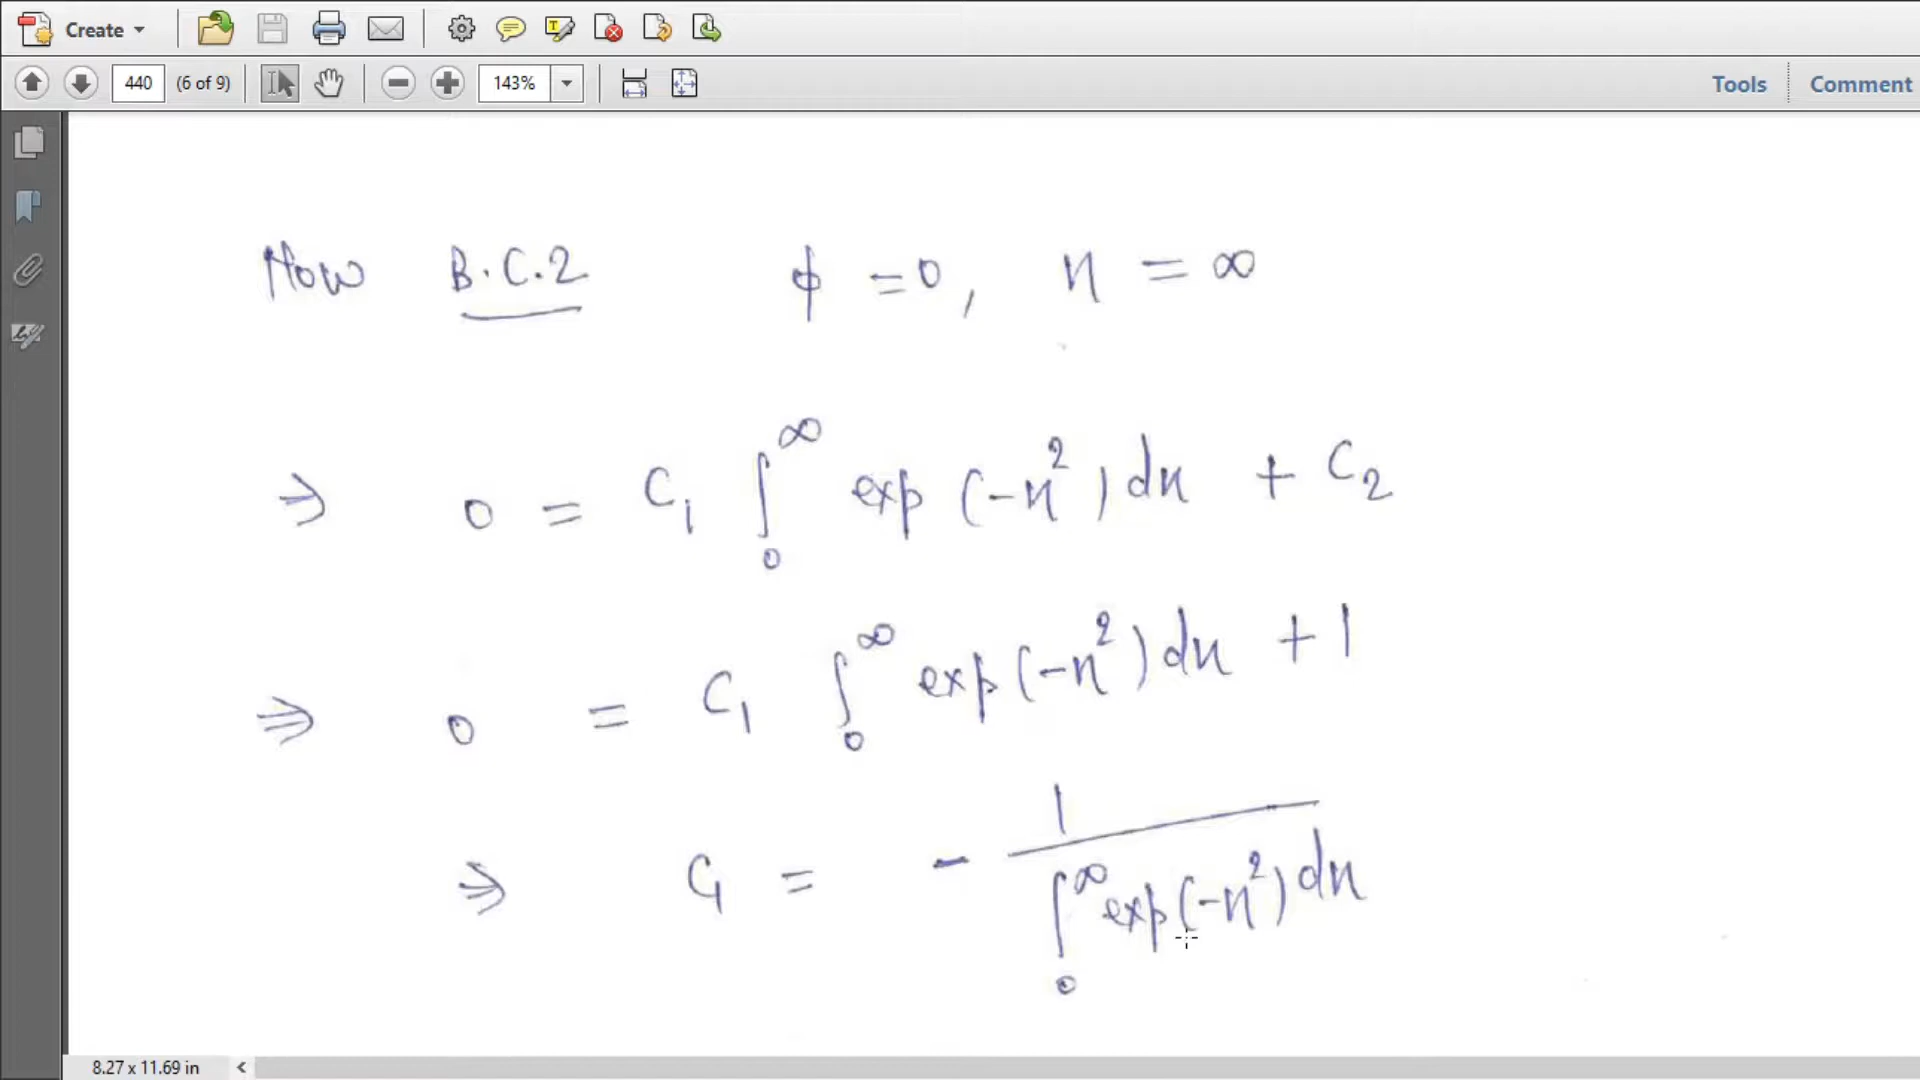 Create
440 (6 of 9) 143% Tools Comment
Now B.C.2 ϕ = 0, η = ∞
⇒ 0 = C₁ ∫₀^∞ exp (-η²) dη + C₂
⇒ 0 = C₁ ∫₀^∞ exp (-η²) dη + 1
⇒ C₁ = - 1 / ∫₀^∞ exp (-η²) dη
8.27 x 11.69 in